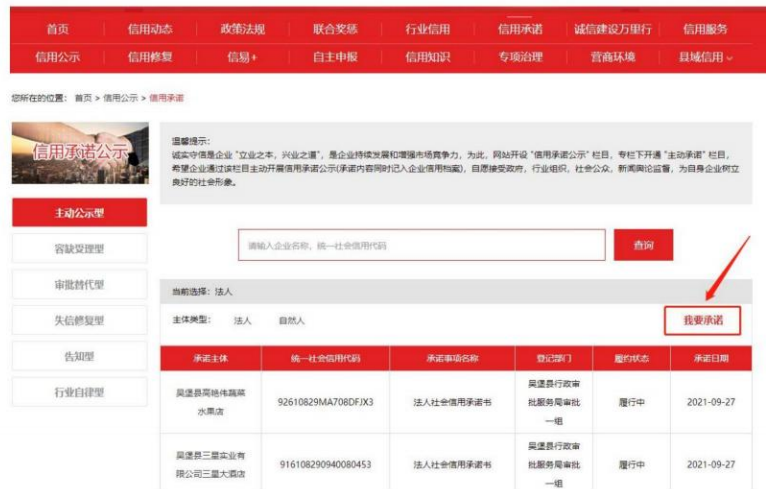 首页 信用动态 政策法规 联合奖惩 行业信用 信用承诺 诚信建设万里行 信用服务
信用公示 信用修复 信易+ 自主申报 信用知识 专项治理 营商环境 县域信用
您所在的位置： 首页 > 信用公示 > 信用承诺
信用承诺公示
温馨提示：
诚实守信是企业“立业之本，兴业之道”，是企业持续发展和增强市场竞争力，为此，网站开设“信用承诺公示”栏目，专栏下开通“主动承诺”栏目，
希望企业通过该栏目主动开展信用承诺公示(承诺内容同时记入企业信用档案)，自愿接受政府，行业组织，社会公众，新闻舆论监督，为自身企业树立
良好的社会形象。
主动公示型
容缺受理型
审批替代型
失信修复型
告知型
行业自律型
请输入企业名称，统一社会信用代码
查询
当前选择：法人
主体类型： 法人 自然人
我要承诺
承诺主体 统一社会信用代码 承诺事项名称 登记部门 履约状态 承诺日期
吴堡县高艳伟蔬菜
水果店
92610829MA708DFJX3
法人社会信用承诺书
吴堡县行政审
批服务局审批
一组
履行中
2021-09-27
吴堡县三星实业有
限公司三星大酒店
916108290940080453
法人社会信用承诺书
吴堡县行政审
批服务局审批
一组
履行中
2021-09-27